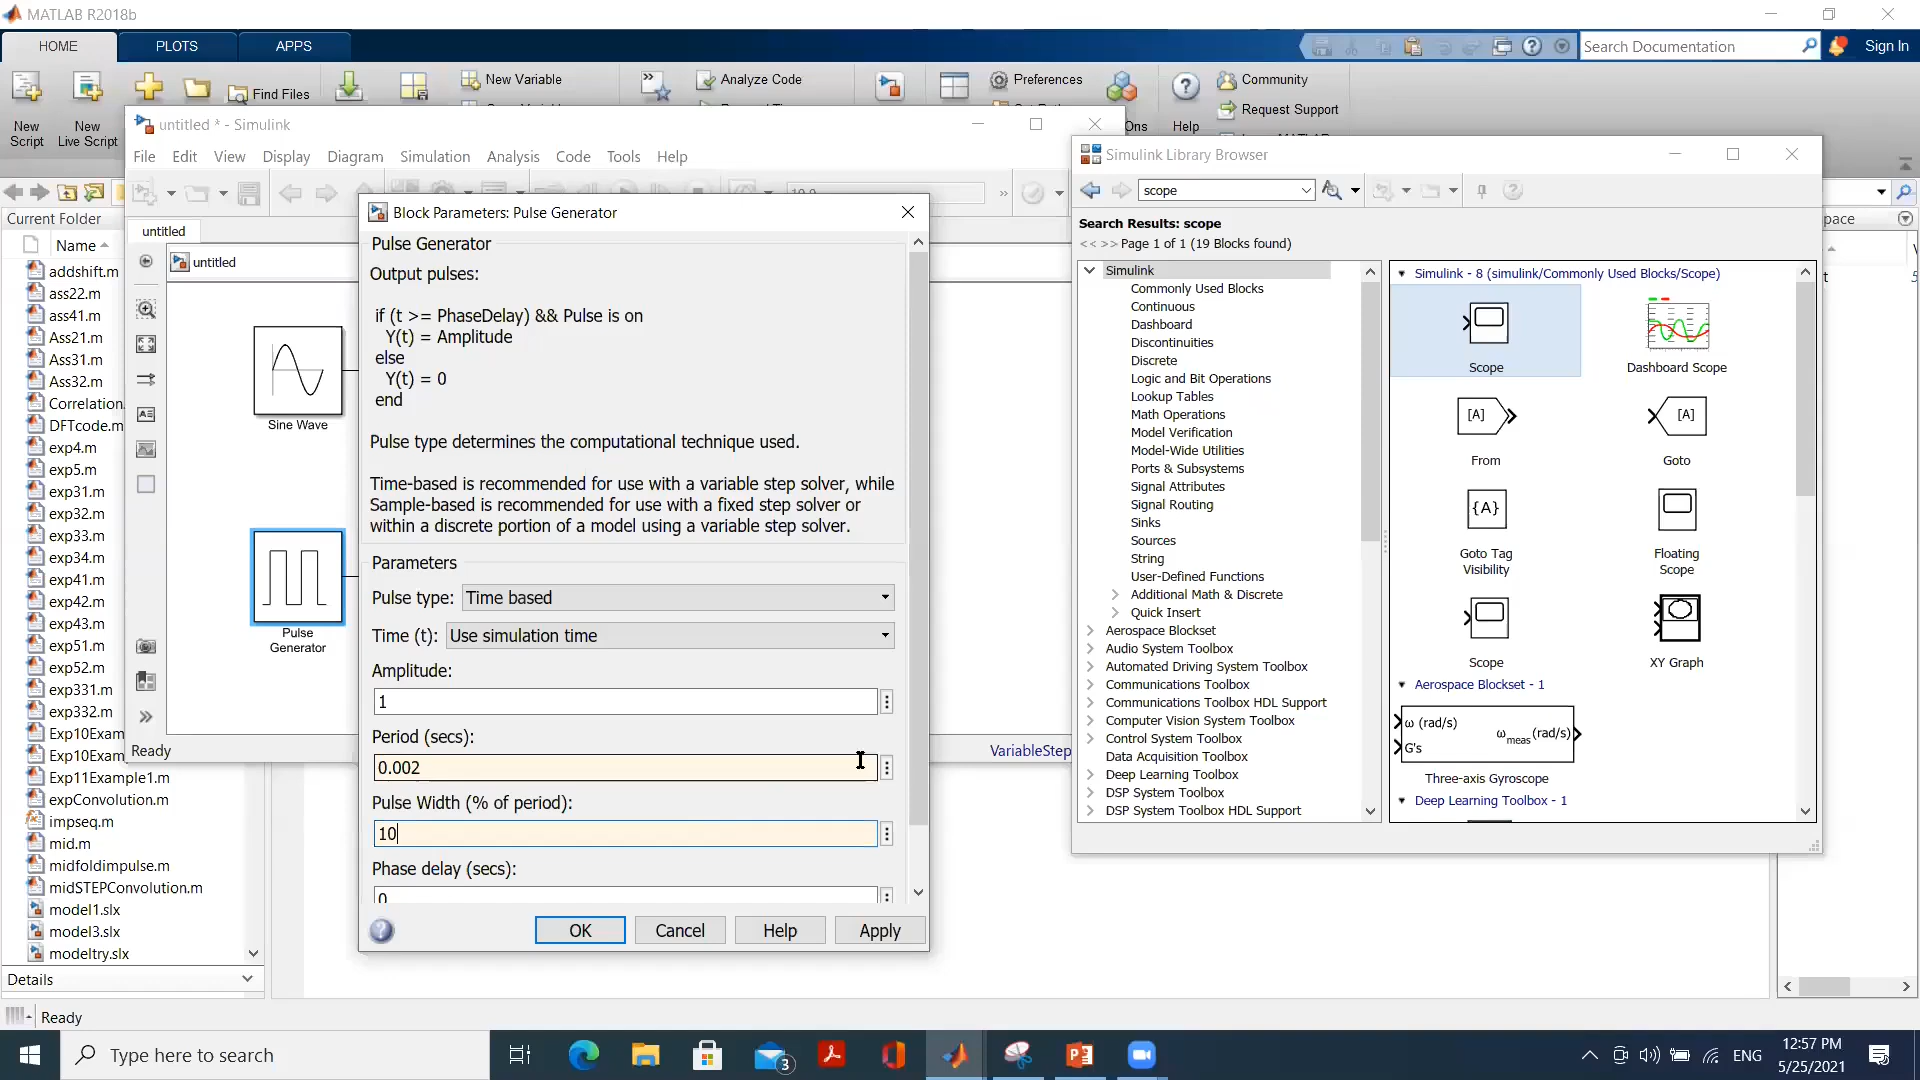 MATLAB R2018b
HOME
PLOTS
APPS
Search Documentation
Sign In
New Script
New Live Script
Find Files
New Variable
Analyze Code
Preferences
Help
Community
Request Support
Ons
Current Folder
Name
addshift.m
ass22.m
ass41.m
Ass21.m
Ass31.m
Ass32.m
Correlation.
DFTcode.m
exp4.m
exp5.m
exp31.m
exp32.m
exp33.m
exp34.m
exp41.m
exp42.m
exp43.m
exp51.m
exp52.m
exp331.m
exp332.m
Exp10Exam
Exp10Exam
Exp11Example1.m
expConvolution.m
impseq.m
mid.m
midfoldimpulse.m
midSTEPConvolution.m
model1.slx
model3.slx
modeltry.slx
Details
Ready
untitled * - Simulink
File Edit View Display Diagram Simulation Analysis Code Tools Help
untitled
untitled
Sine Wave
Pulse
Generator
Ready
VariableStep
Block Parameters: Pulse Generator
Pulse Generator
Output pulses:
if (t >= PhaseDelay) && Pulse is on
Y(t) = Amplitude
else
Y(t) = 0
end
Pulse type determines the computational technique used.
Time-based is recommended for use with a variable step solver, while
Sample-based is recommended for use with a fixed step solver or
within a discrete portion of a model using a variable step solver.
Parameters
Pulse type: Time based
Time (t): Use simulation time
Amplitude:
1
Period (secs):
0.002
Pulse Width (% of period):
10
Phase delay (secs):
0
OK
Cancel
Help
Apply
Simulink Library Browser
scope
Search Results: scope
<< >> Page 1 of 1 (19 Blocks found)
Simulink
Commonly Used Blocks
Continuous
Dashboard
Discontinuities
Discrete
Logic and Bit Operations
Lookup Tables
Math Operations
Model Verification
Model-Wide Utilities
Ports & Subsystems
Signal Attributes
Signal Routing
Sinks
Sources
String
User-Defined Functions
Additional Math & Discrete
Quick Insert
Aerospace Blockset
Audio System Toolbox
Automated Driving System Toolbox
Communications Toolbox
Communications Toolbox HDL Support
Computer Vision System Toolbox
Control System Toolbox
Data Acquisition Toolbox
Deep Learning Toolbox
DSP System Toolbox
DSP System Toolbox HDL Support
Simulink - 8 (simulink/Commonly Used Blocks/Scope)
Scope
Dashboard Scope
[A]
[A]
From
Goto
{A}
Goto Tag
Visibility
Floating
Scope
Scope
XY Graph
Aerospace Blockset - 1
ω (rad/s)
G's
ωmeas(rad/s)
Three-axis Gyroscope
Deep Learning Toolbox - 1
pace
Type here to search
3
ENG
12:57 PM
5/25/2021